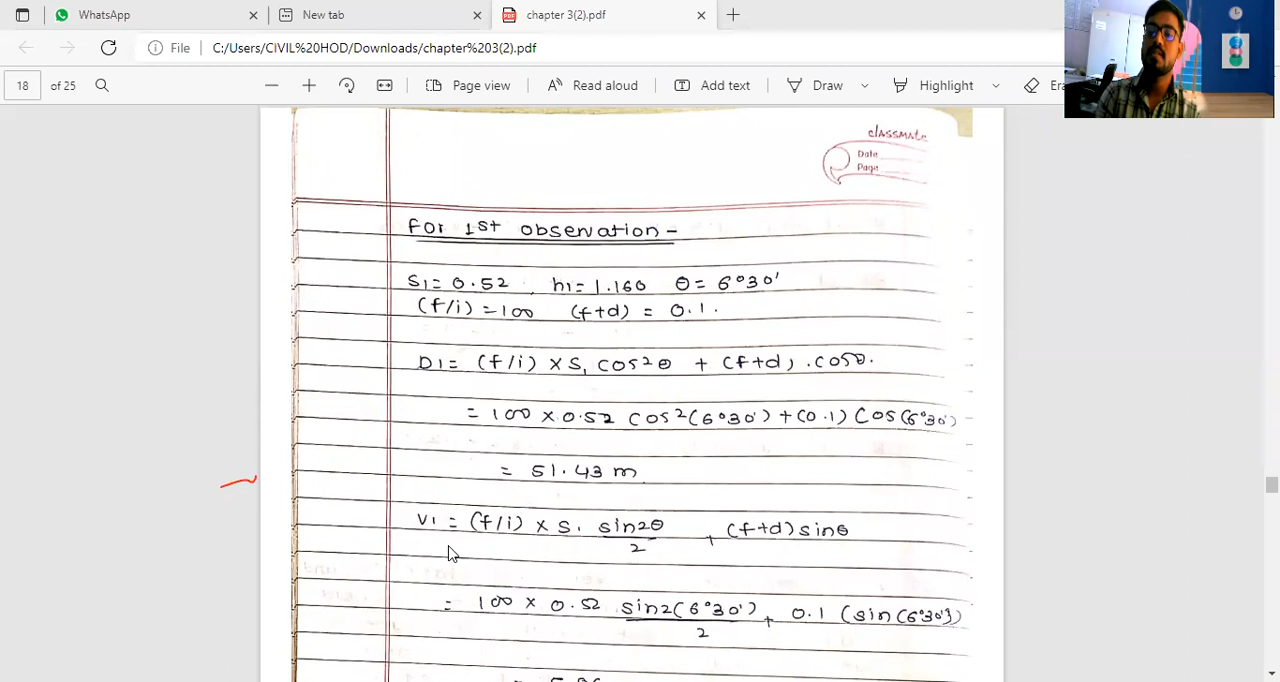 WhatsApp
New tab
chapter 3(2).pdf
File
C:/Users/CIVIL%20HOD/Downloads/chapter%203(2).pdf
18 of 25
Page view
Read aloud
Add text
Draw
Highlight
classmate
Date
Page
For 1st obsenation -
S1= 0.52 , h1= 1.160 θ= 6°30'
(f/i) = 100 (f+d) = 0.1.
D1= (f/i) × S1 cos²θ + (f+d) . cosθ.
= 100 × 0.52 cos²(6°30') + (0.1) cos(6°30')
= 51.43 m.
V1 = (f/i) × S1 sin2θ/2 + (f+d) sinθ
= 100 × 0.52 sin2(6°30')/2 + 0.1 (sin(6°30'))